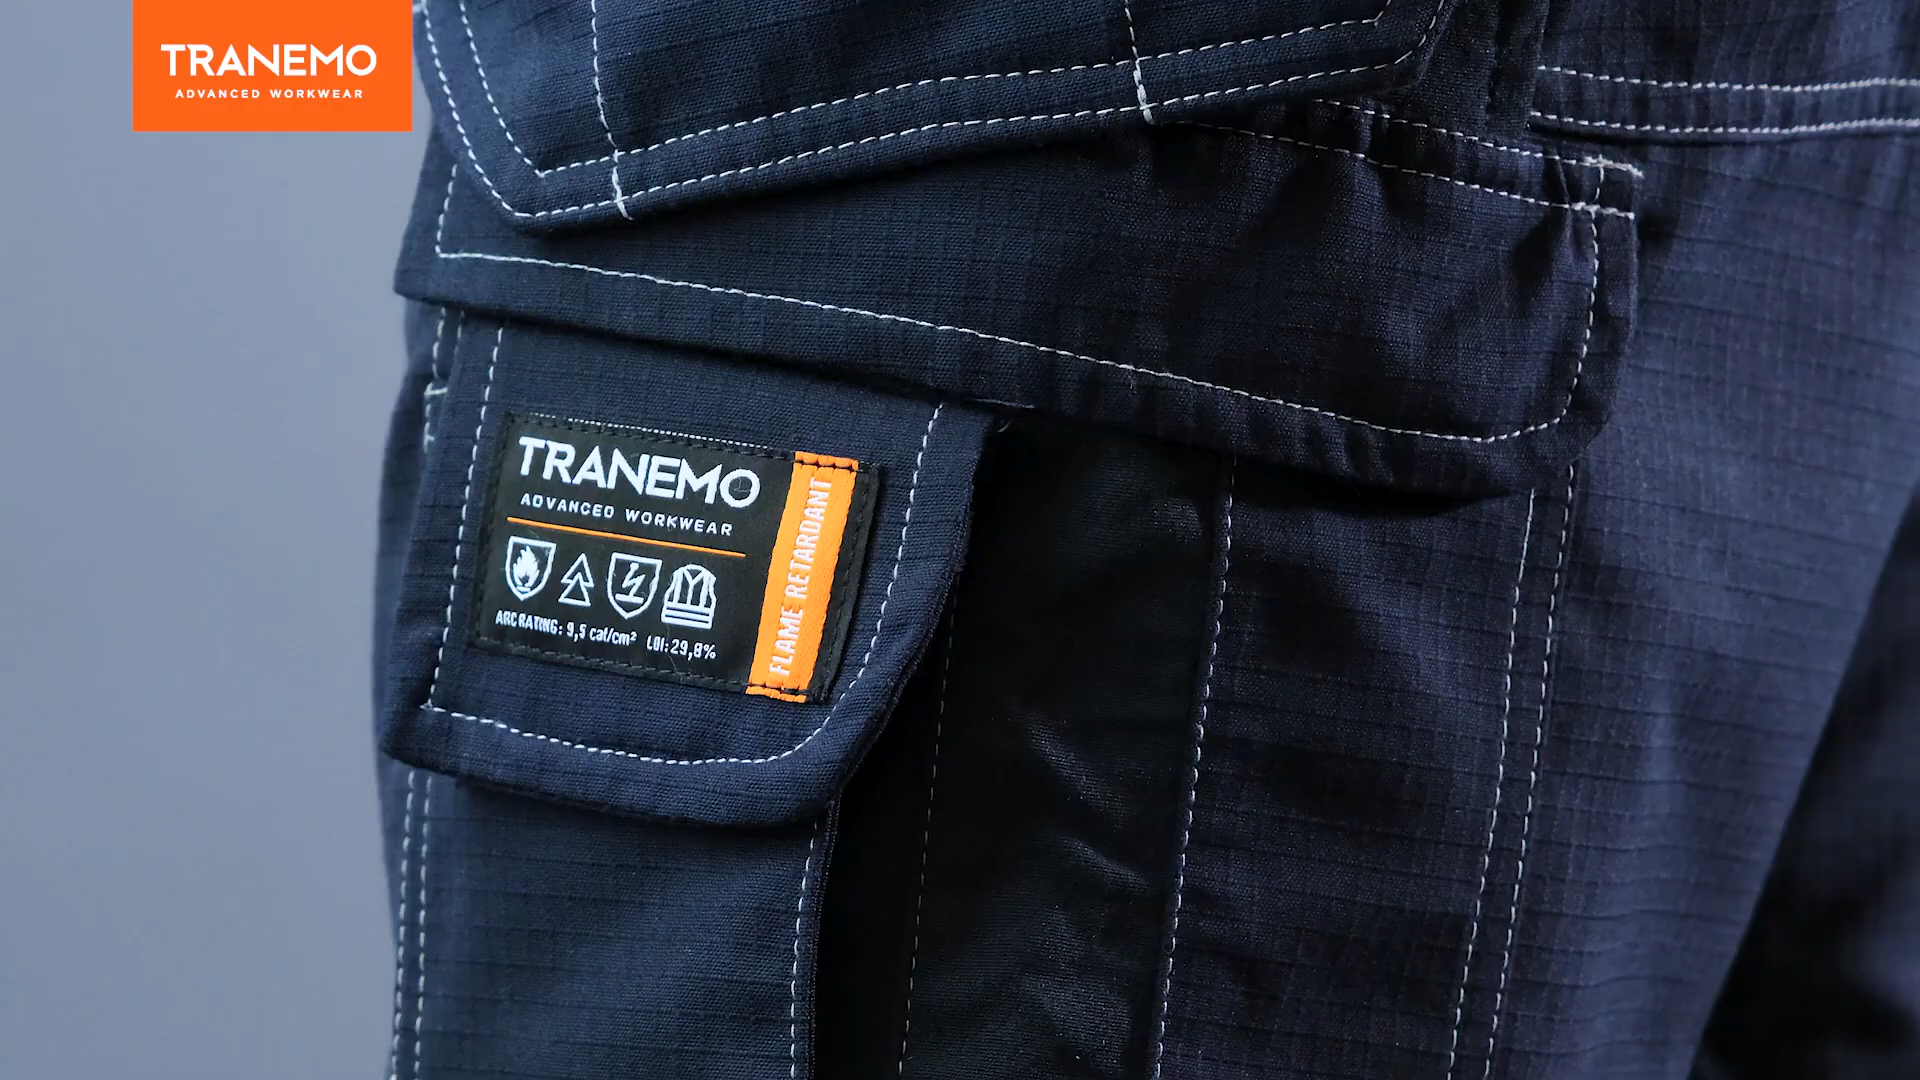 TRANEMO
ADVANCED WORKWEAR
TRANEMO
ADVANCED WORKWEAR
ARC RATING: 9,5 cal/cm² LOI: 29,8%
FLAME RETARDANT